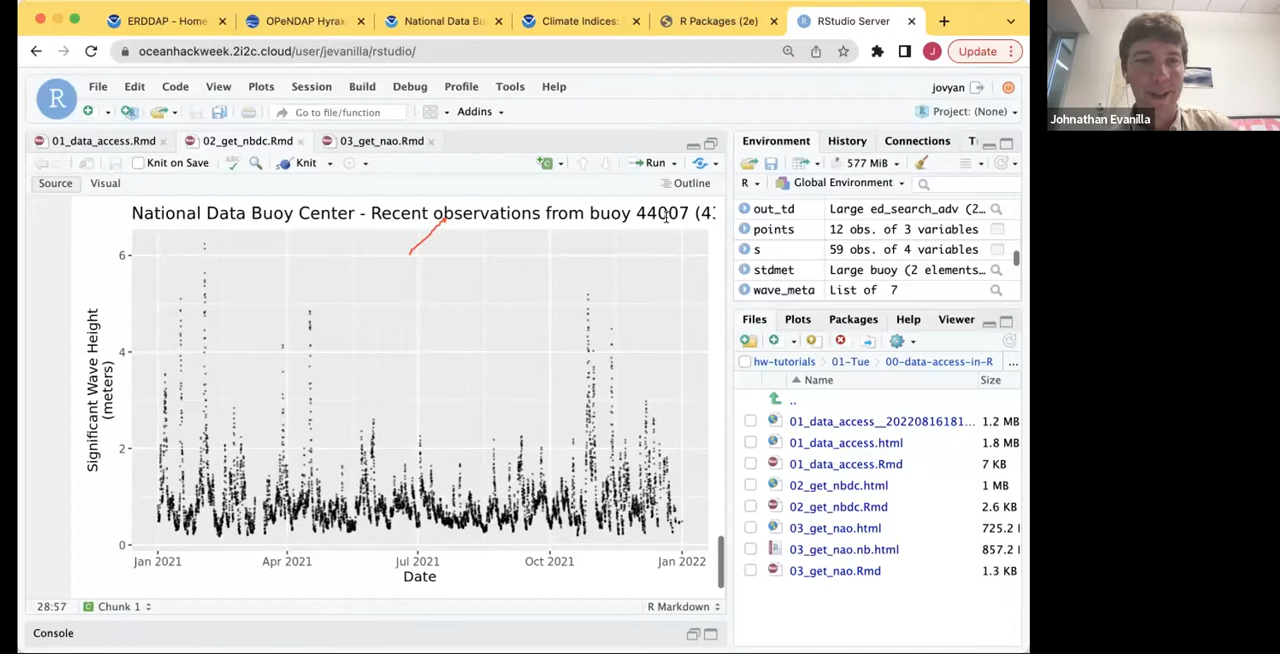 ERDDAP - Home
OPeNDAP Hyrax
National Data Bu
Climate Indices:
R Packages (2e)
RStudio Server
oceanhackweek.2i2c.cloud/user/jevanilla/rstudio/
J
Update
R
File Edit Code View Plots Session Build Debug Profile Tools Help
jovyan
Go to file/function
Addins
Project: (None)
01_data_access.Rmd
02_get_nbdc.Rmd
03_get_nao.Rmd
Knit on Save
Knit
Run
Source Visual
Outline
National Data Buoy Center - Recent observations from buoy 44007 (4
Significant Wave Height
(meters)
6
4
2
0
Jan 2021
Apr 2021
Jul 2021
Oct 2021
Jan 2022
Date
28:57
Chunk 1
R Markdown
Console
Environment History Connections T
577 MiB
R
Global Environment
out_td Large ed_search_adv (2…
points 12 obs. of 3 variables
s 59 obs. of 4 variables
stdmet Large buoy (2 elements…
wave_meta List of 7
Files Plots Packages Help Viewer
hw-tutorials
01-Tue
00-data-access-in-R
...
Name Size
..
01_data_access__20220816181... 1.2 MB
01_data_access.html 1.8 MB
01_data_access.Rmd 7 KB
02_get_nbdc.html 1 MB
02_get_nbdc.Rmd 2.6 KB
03_get_nao.html 725.2
03_get_nao.nb.html 857.2
03_get_nao.Rmd 1.3 KB
Johnathan Evanilla